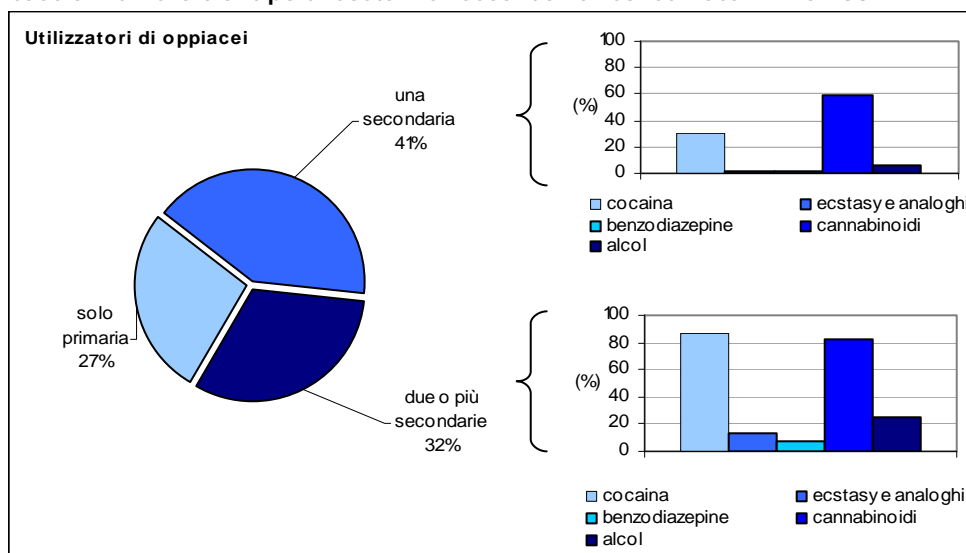 Utilizzatori di oppiacei
una
secondaria
41%
solo
primaria
27%
due o più
secondarie
32%
100
80
60
(%)
40
20
0
cocaina
ecstasy e analoghi
benzodiazepine
cannabinoidi
alcol
100
80
60
(%)
40
20
0
cocaina
ecstasy e analoghi
benzodiazepine
cannabinoidi
alcol